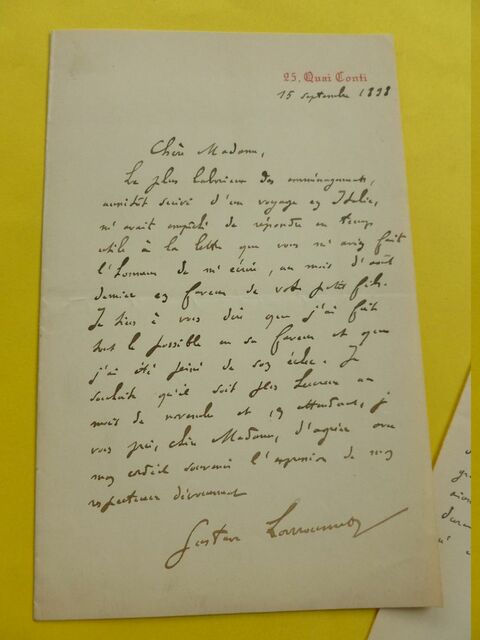 25, Quai Conti
15 septembre 1898
Chère Madame,
Le plus laborieux des emménagements,
aussitôt suivi d'un voyage en Italie,
m'avait empêché de répondre en temps
utile à la lettre que vous m'aviez fait
l'honneur de m'écrire, au mois d'août
dernier en faveur de votre petit-fils.
Je tiens à vous dire que j'ai fait
tout le possible en sa faveur et que
j'ai été peiné de son échec. Je
souhaite qu'il soit plus heureux au
mois de novembre et, en attendant, je
vous prie, chère Madame, d'agréer avec
mon cordial souvenir l'expression de mon
respectueux dévouement
Gustave Larroumet